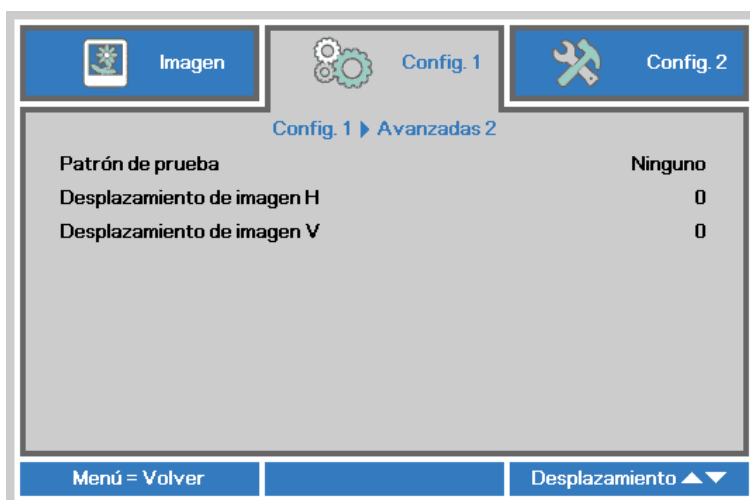 Imagen
Config. 1
Config. 2
Config. 1 ▶ Avanzadas 2
Patrón de prueba Ninguno
Desplazamiento de imagen H 0
Desplazamiento de imagen V 0
Menú = Volver
Desplazamiento ▲▼